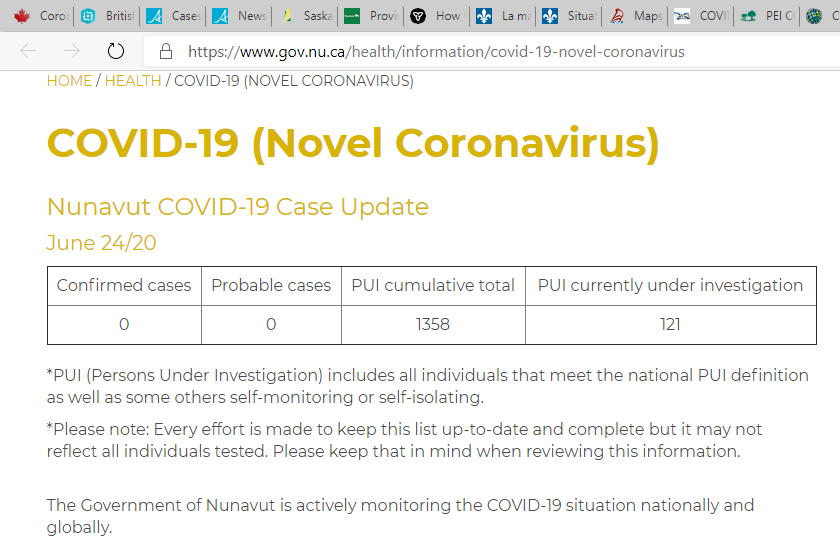 Coror
Britisl
Cases
News
Saska
Provi
How
La ma
Situat
Maps
COVI
PEI C
C
https://www.gov.nu.ca/health/information/covid-19-novel-coronavirus
HOME / HEALTH / COVID-19 (NOVEL CORONAVIRUS)
COVID-19 (Novel Coronavirus)
Nunavut COVID-19 Case Update
June 24/20
Confirmed cases Probable cases PUI cumulative total PUI currently under investigation
0 0 1358 121
*PUI (Persons Under Investigation) includes all individuals that meet the national PUI definition
as well as some others self-monitoring or self-isolating.
*Please note: Every effort is made to keep this list up-to-date and complete but it may not
reflect all individuals tested. Please keep that in mind when reviewing this information.
The Government of Nunavut is actively monitoring the COVID-19 situation nationally and
globally.